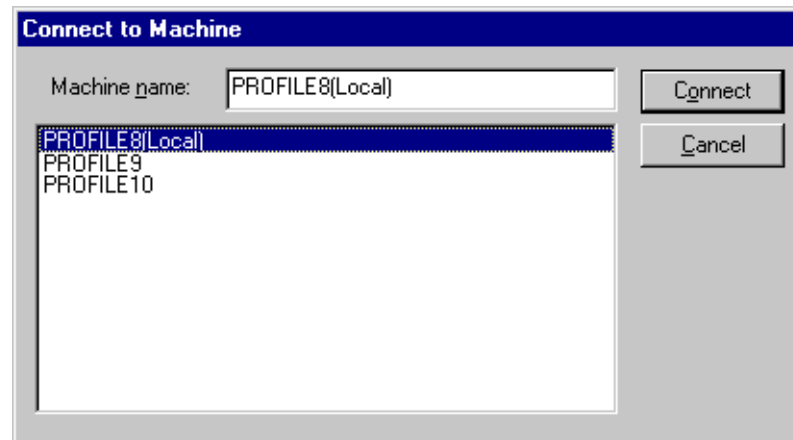 Connect to Machine
Machine name:
PROFILE8(Local)
Connect
PROFILE8(Local)
PROFILE9
PROFILE10
Cancel